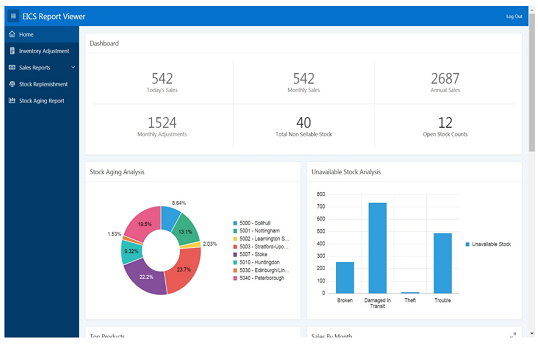 EICS Report Viewer
Log Out
Home
Inventory Adjustment
Sales Reports
Stock Replenishment
Stock Aging Report
Dashboard
542
Today's Sales
542
Monthly Sales
2687
Annual Sales
1524
Monthly Adjustments
40
Total Non Sellable Stock
12
Open Stock Counts
Stock Aging Analysis
8.64%
13.1%
2.03%
23.7%
22.2%
9.32%
1.53%
19.5%
5000 - Solihull
5001 - Nottingham
5002 - Leamington S...
5003 - Stratford-Upo...
5007 - Stoke
5010 - Huntingdon
5030 - Edinburgh Lin...
5040 - Peterborough
Unavailable Stock Analysis
800
700
600
500
400
300
200
100
0
Broken
Damaged In
Transit
Theft
Trouble
Unavailable Stock
Top Products
Sales By Month